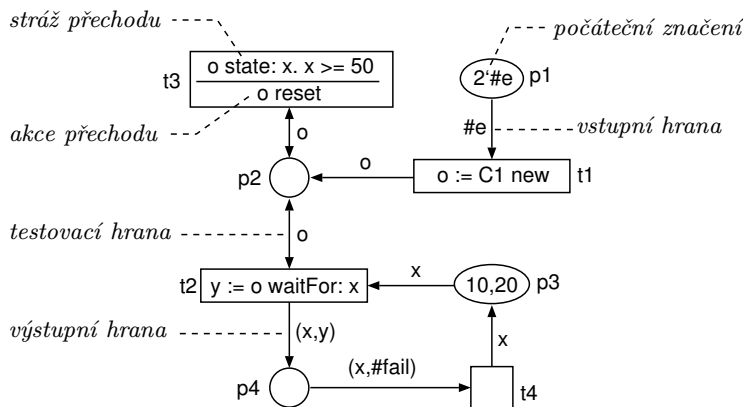 stráž přechodu
počáteční značení
o state: x. x >= 50
t3
o reset
2‘#e
p1
akce přechodu
o
#e
vstupní hrana
p2
o
o := C1 new
t1
testovací hrana
o
t2
y := o waitFor: x
x
10,20
p3
výstupní hrana
(x,y)
x
p4
(x,#fail)
t4